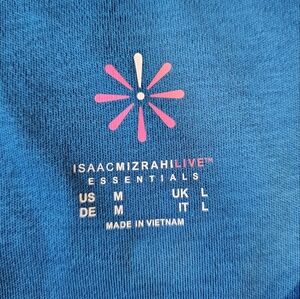 ISAACMIZRAHILIVE™
ESSENTIALS
US M UK L
DE M IT L
MADE IN VIETNAM